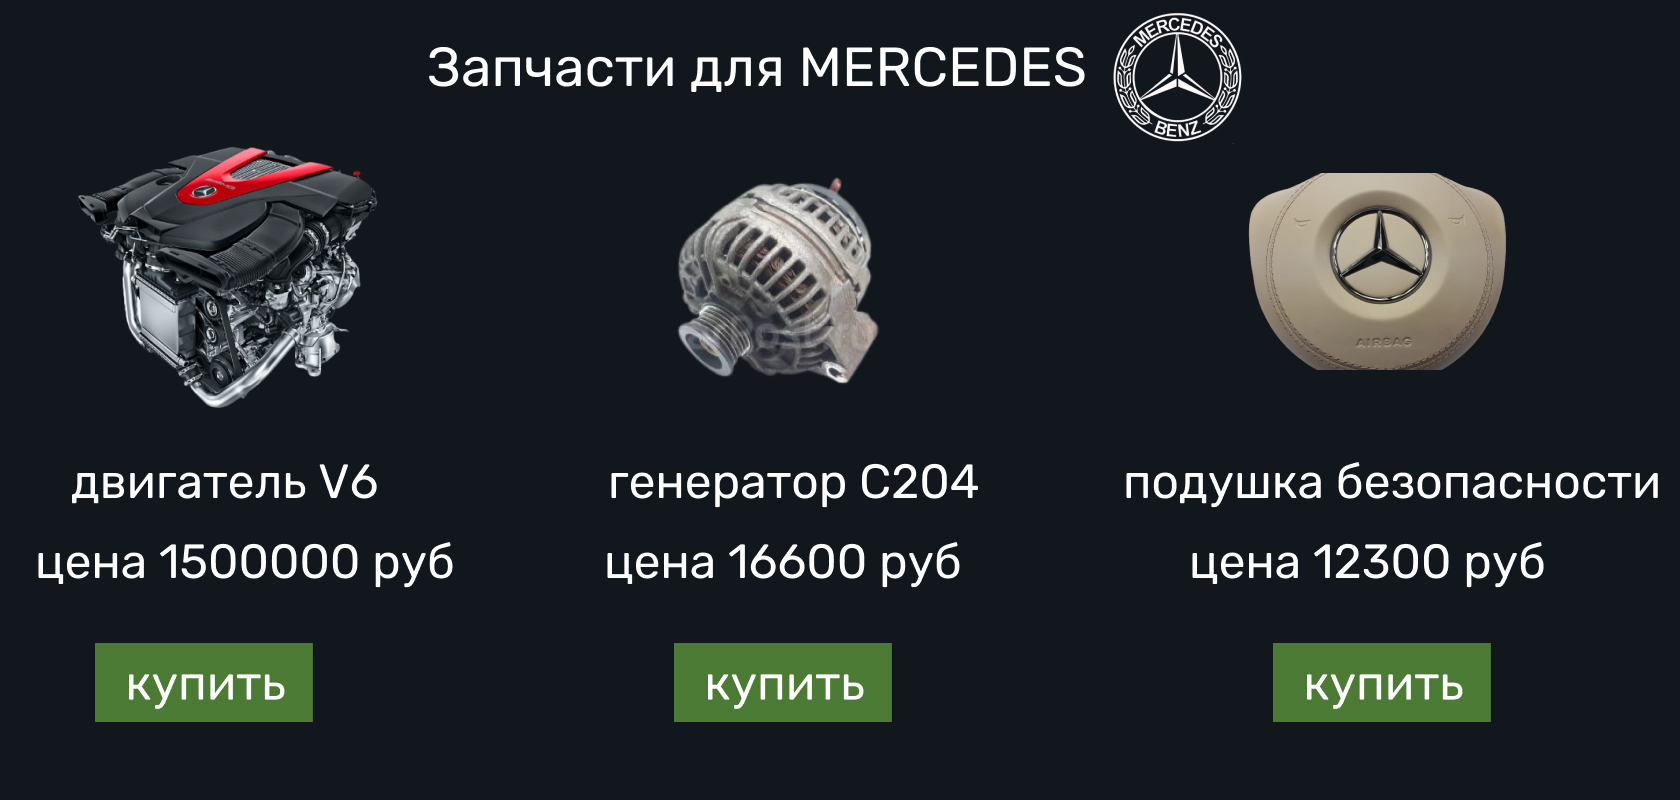 Запчасти для MERCEDES
MERCEDES
BENZ
AIRBAG
двигатель V6
генератор C204
подушка безопасности
цена 1500000 руб
цена 16600 руб
цена 12300 руб
купить
купить
купить